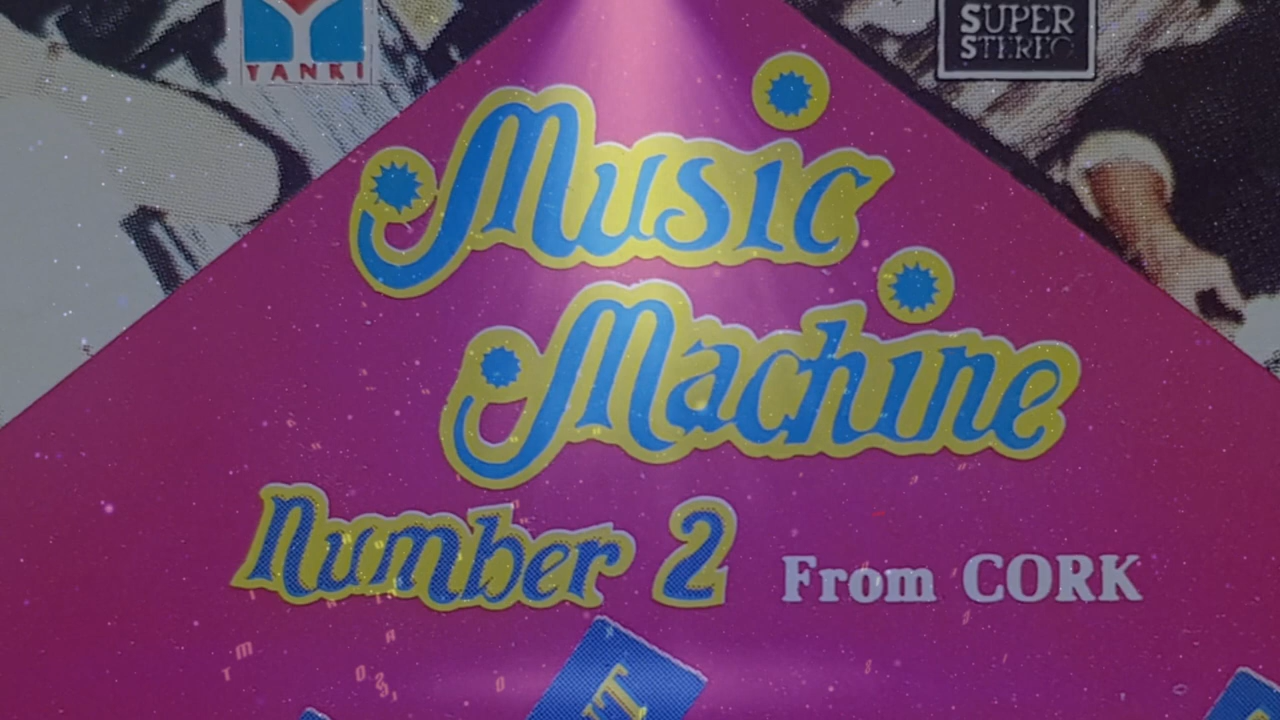 YANKI
SUPER
STEREO
Music
Machine
Number 2 From CORK